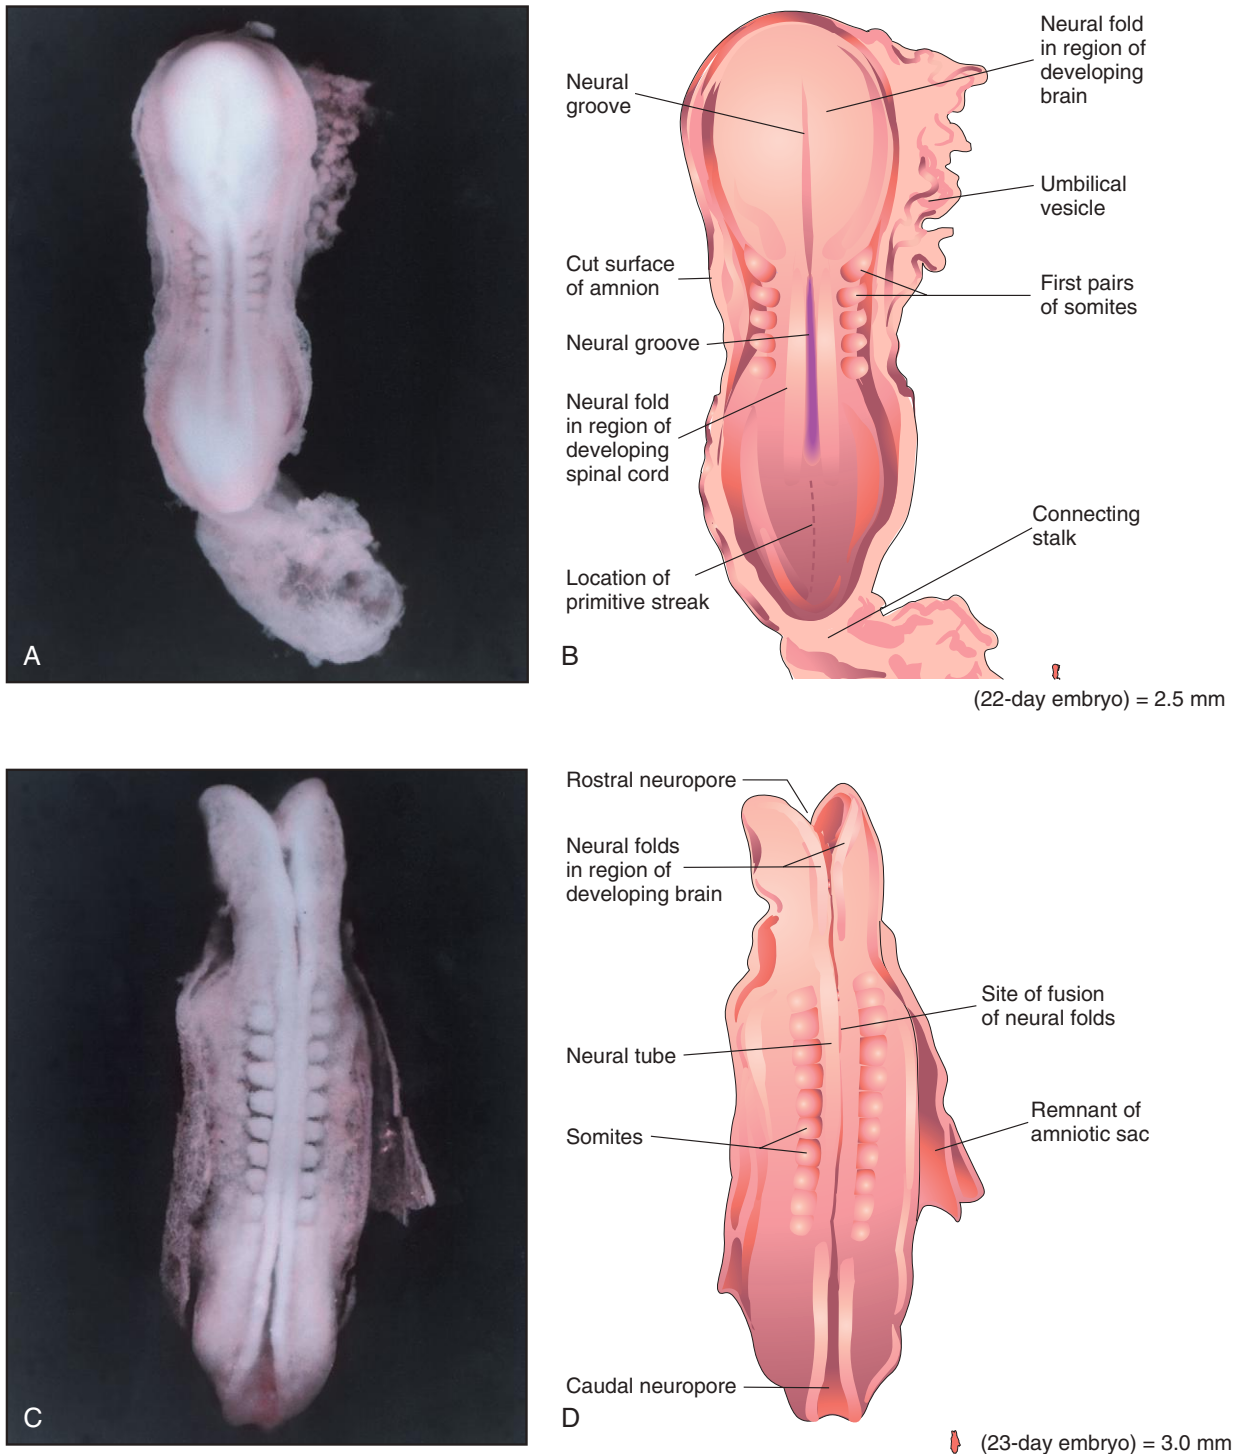 Neural
groove
Neural fold
in region of
developing
brain
Umbilical
vesicle
Cut surface
of amnion
First pairs
of somites
Neural groove
Neural fold
in region of
developing
spinal cord
Connecting
stalk
Location of
primitive streak
A
B
(22-day embryo) = 2.5 mm
Rostral neuropore
Neural folds
in region of
developing brain
Site of fusion
of neural folds
Neural tube
Remnant of
amniotic sac
Somites
Caudal neuropore
C
D
(23-day embryo) = 3.0 mm